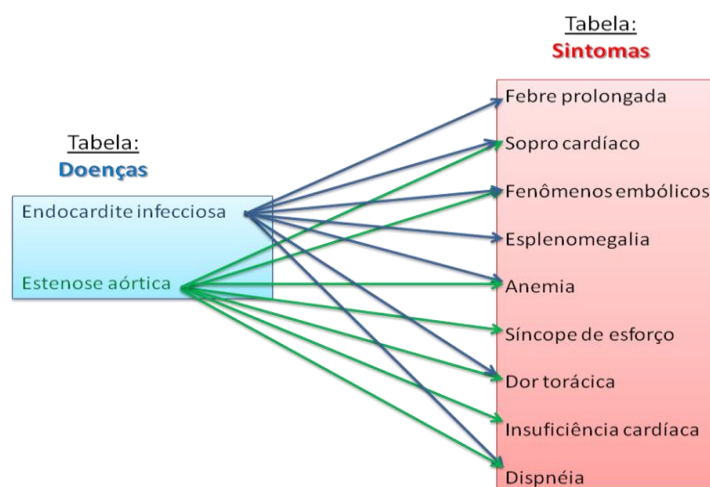 Tabela:
Doenças
Endocardite infecciosa
Estenose aórtica
Tabela:
Sintomas
Febre prolongada
Sopro cardíaco
Fenômenos embólicos
Esplenomegalia
Anemia
Síncope de esforço
Dor torácica
Insuficiência cardíaca
Dispnéia